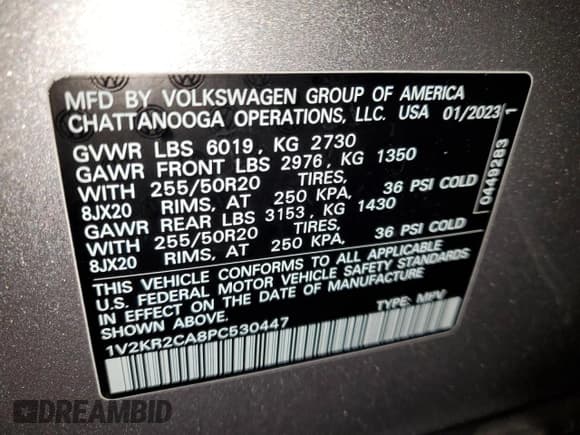 MFD BY VOLKSWAGEN GROUP OF AMERICA
CHATTANOOGA OPERATIONS, LLC. USA 01/2023
GVWR LBS 6019, KG 2730
GAWR FRONT LBS 2976, KG 1350
WITH 255/50R20 TIRES,
8JX20 RIMS, AT 250 KPA, 36 PSI COLD
GAWR REAR LBS 3153, KG 1430
WITH 255/50R20 TIRES,
8JX20 RIMS, AT 250 KPA, 36 PSI COLD
THIS VEHICLE CONFORMS TO ALL APPLICABLE
U.S. FEDERAL MOTOR VEHICLE SAFETY STANDARDS
IN EFFECT ON THE DATE OF MANUFACTURE
SHOWN ABOVE. TYPE: MPV
1V2KR2CA8PC530447
0449283 1
DREAMBID